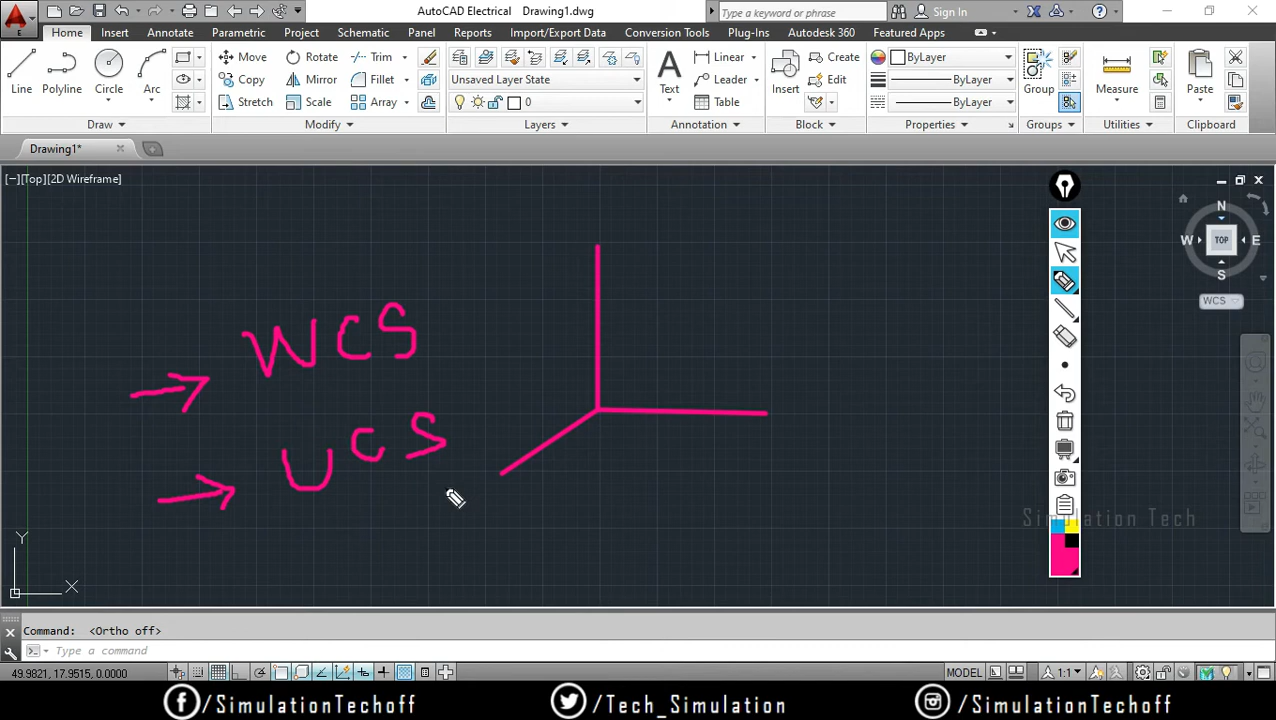 AutoCAD Electrical Drawing1.dwg
Type a keyword or phrase
Sign In
Home Insert Annotate Parametric Project Schematic Panel Reports Import/Export Data Conversion Tools Plug-Ins Autodesk 360 Featured Apps
Line Polyline Circle Arc
Move Rotate Trim
Copy Mirror Fillet
Stretch Scale Array
Unsaved Layer State
0
Text
Linear
Leader
Table
Insert
Create
Edit
ByLayer
ByLayer
ByLayer
Group
Measure
Paste
Draw Modify Layers Annotation Block Properties Groups Utilities Clipboard
Drawing1*
[−][Top][2D Wireframe]
N
W TOP E
S
WCS
WCS
UCS
Simulation Tech
Y
X
Command: <Ortho off>
Type a command
49.9821, 17.9515, 0.0000
MODEL
1:1
/SimulationTechoff
/Tech_Simulation
/SimulationTechoff